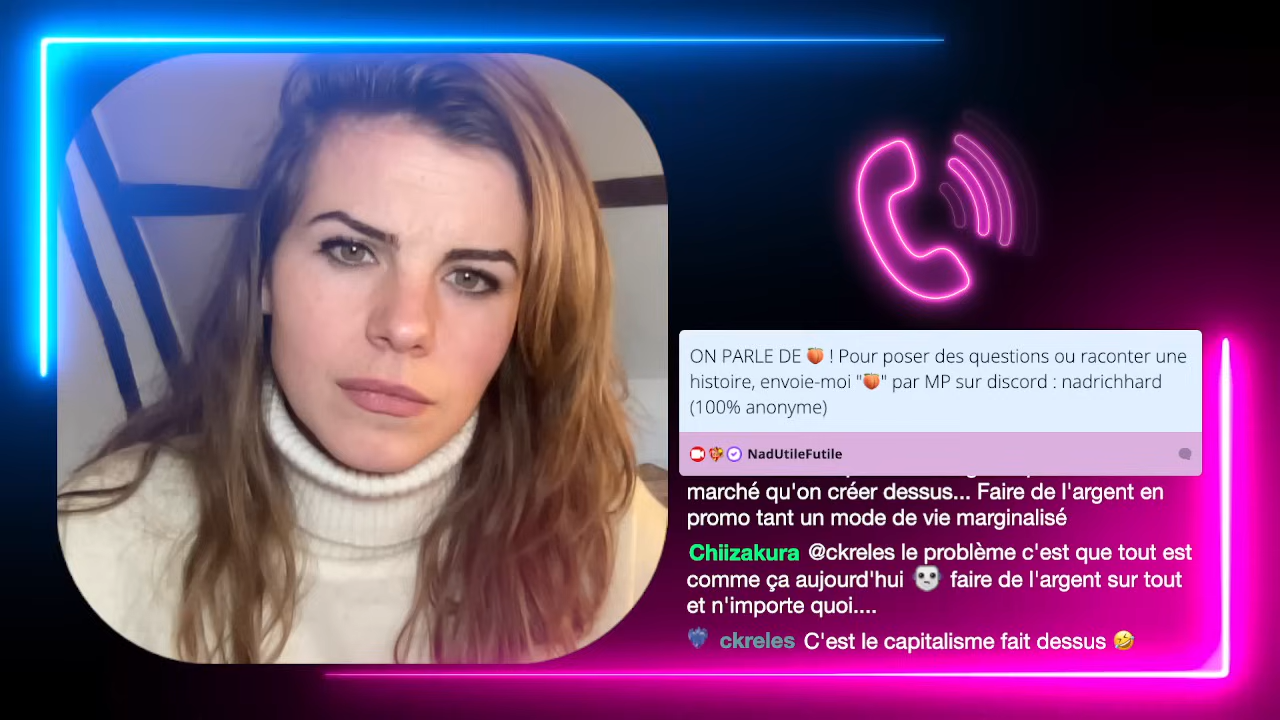 ON PARLE DE 🍑 ! Pour poser des questions ou raconter une
histoire, envoie-moi "🍑" par MP sur discord : nadrichhard
(100% anonyme)
NadUtileFutile
marché qu'on créer dessus... Faire de l'argent en
promo tant un mode de vie marginalisé
Chiizakura @ckreles le problème c'est que tout est
comme ça aujourd'hui faire de l'argent sur tout
et n'importe quoi....
ckreles C'est le capitalisme fait dessus 🤣